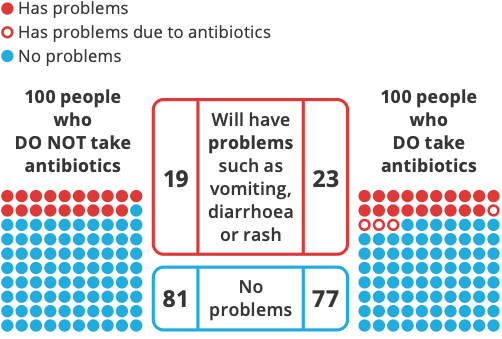 Has problems
Has problems due to antibiotics
No problems
100 people
who
DO NOT take
antibiotics
19
Will have
problems
such as
vomiting,
diarrhoea
or rash
23
81
No
problems
77
100 people
who
DO take
antibiotics